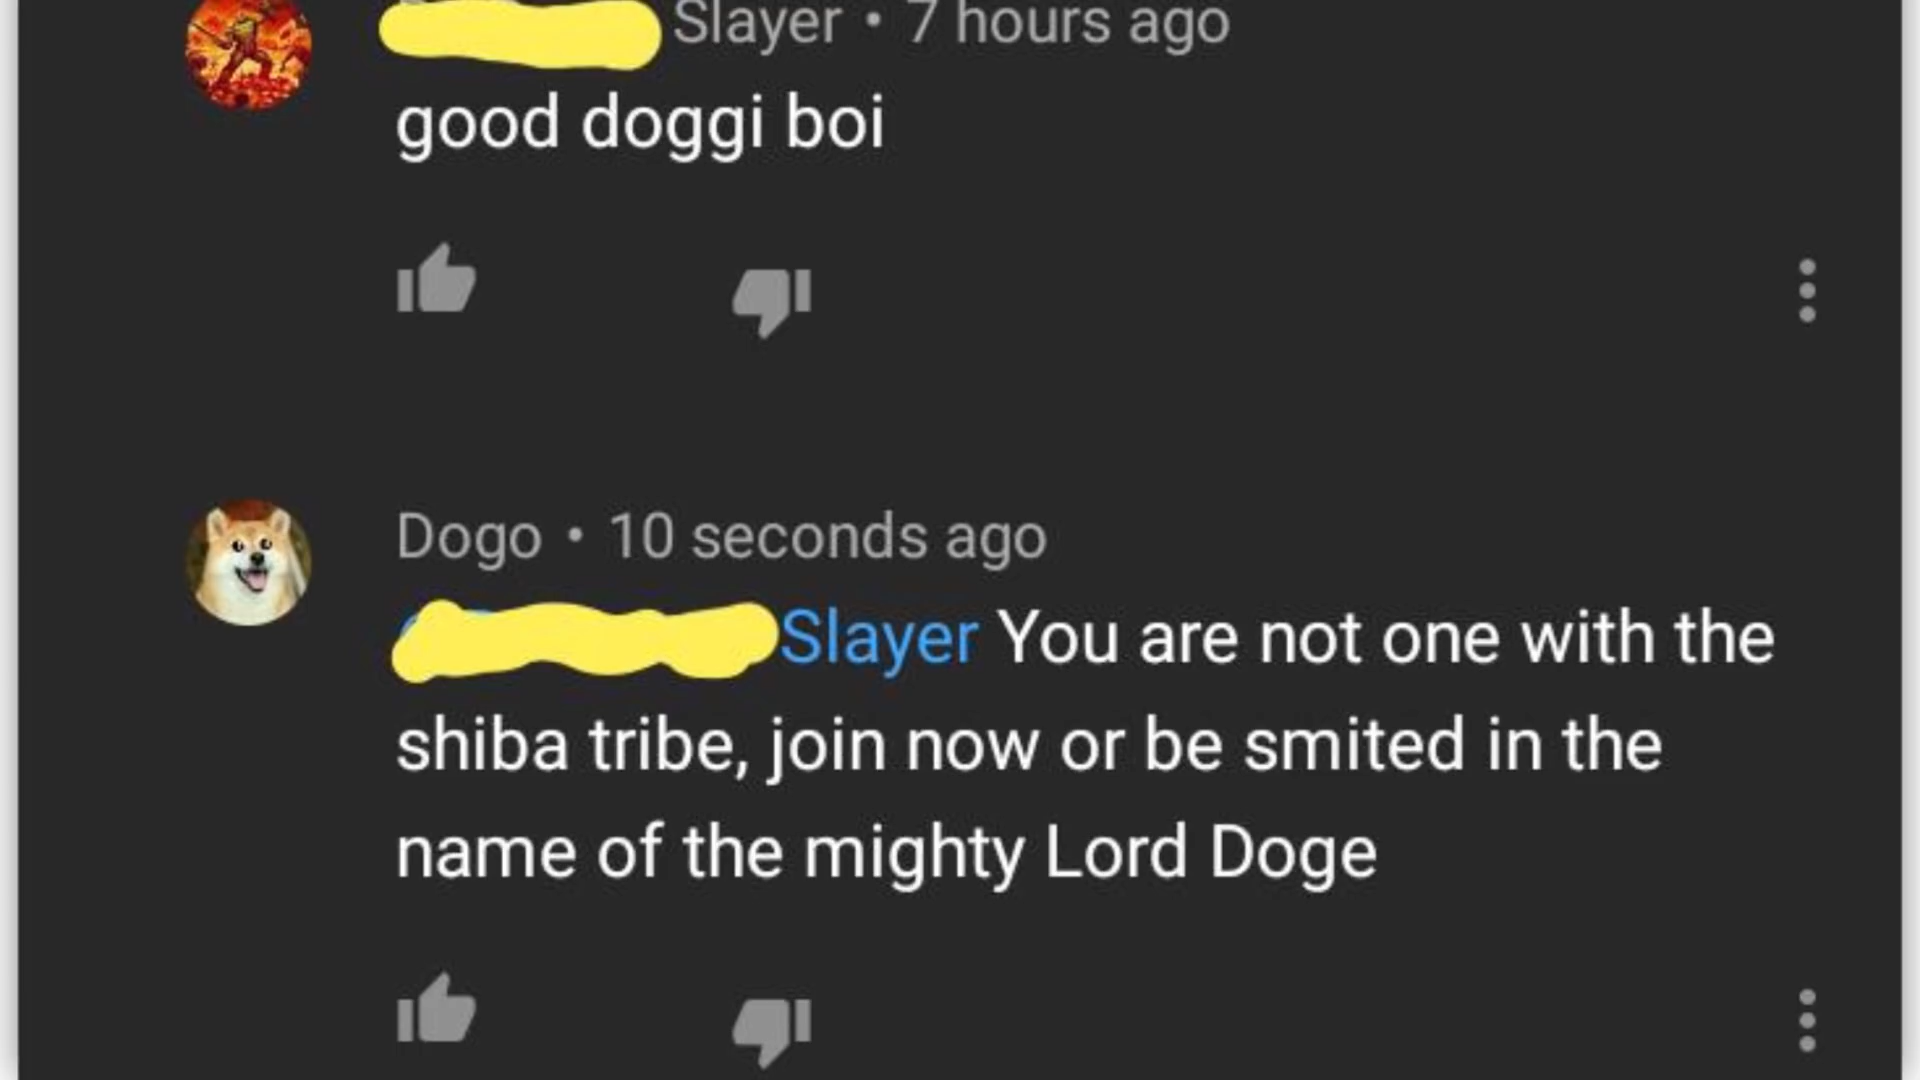 Slayer • 7 hours ago
good doggi boi
Dogo • 10 seconds ago
Slayer You are not one with the
shiba tribe, join now or be smited in the
name of the mighty Lord Doge